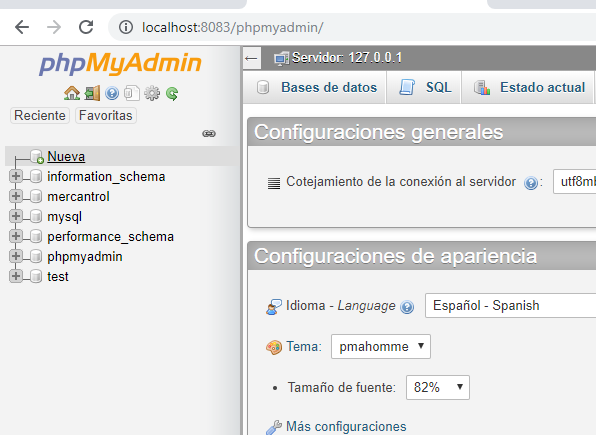 localhost:8083/phpmyadmin/
phpMyAdmin
Reciente Favoritas
Nueva
information_schema
mercantrol
mysql
performance_schema
phpmyadmin
test
Servidor: 127.0.0.1
Bases de datos SQL Estado actual
Configuraciones generales
Cotejamiento de la conexión al servidor :
Configuraciones de apariencia
Idioma - Language Español - Spanish
Tema: pmahomme
Tamaño de fuente: 82%
Más configuraciones